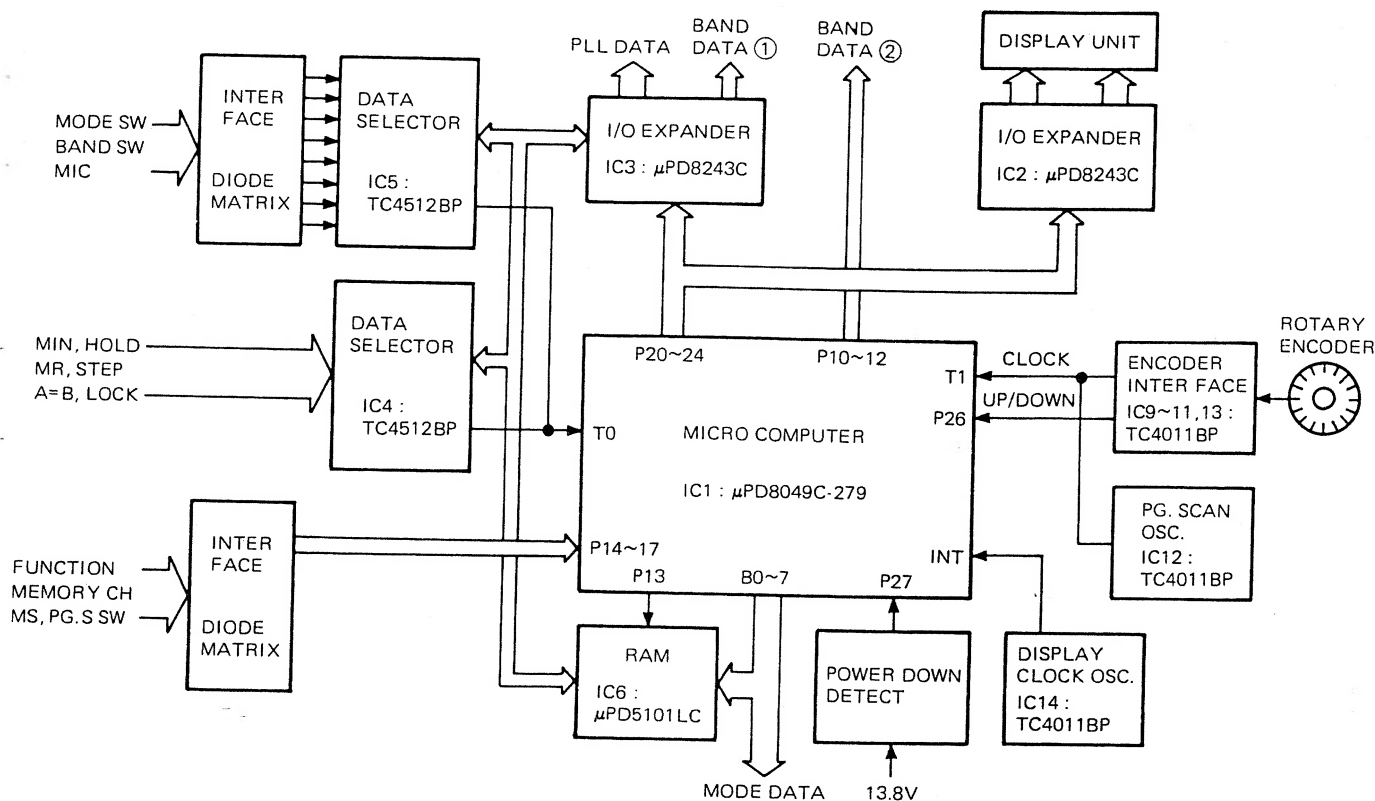 MODE SW
BAND SW
MIC
INTER
FACE
DIODE
MATRIX
DATA
SELECTOR
IC5 :
TC4512BP
PLL DATA
BAND
DATA ①
I/O EXPANDER
IC3 : μPD8243C
BAND
DATA ②
DISPLAY UNIT
I/O EXPANDER
IC2 : μPD8243C
MIN, HOLD
MR, STEP
A=B, LOCK
DATA
SELECTOR
IC4 :
TC4512BP
P20~24
P10~12
T1
P26
T0
MICRO COMPUTER
IC1 : μPD8049C-279
P14~17
INT
P13
B0~7
P27
CLOCK
UP/DOWN
ENCODER
INTER FACE
IC9~11, 13 :
TC4011BP
ROTARY
ENCODER
PG. SCAN
OSC.
IC12 :
TC4011BP
FUNCTION
MEMORY CH
MS, PG.S SW
INTER
FACE
DIODE
MATRIX
RAM
IC6 :
μPD5101LC
POWER DOWN
DETECT
DISPLAY
CLOCK OSC.
IC14 :
TC4011BP
MODE DATA
13.8V